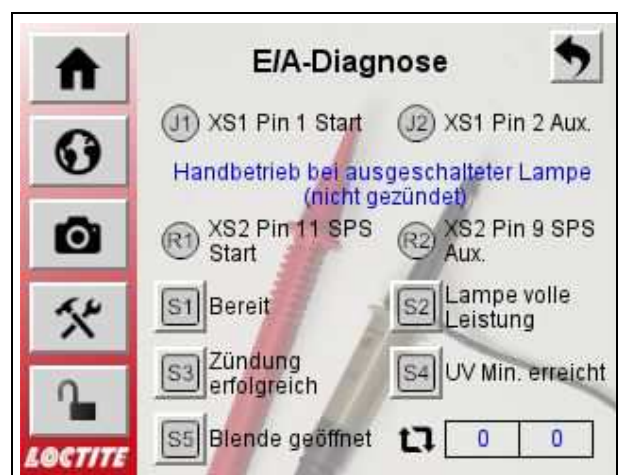 E/A-Diagnose
J1 XS1 Pin 1 Start
J2 XS1 Pin 2 Aux.
Handbetrieb bei ausgeschalteter Lampe
(nicht gezündet)
R1 XS2 Pin 11 SPS
Start
R2 XS2 Pin 9 SPS
Aux.
S1 Bereit
S2 Lampe volle
Leistung
S3 Zündung
erfolgreich
S4 UV Min. erreicht
S5 Blende geöffnet
0 0
LOCTITE